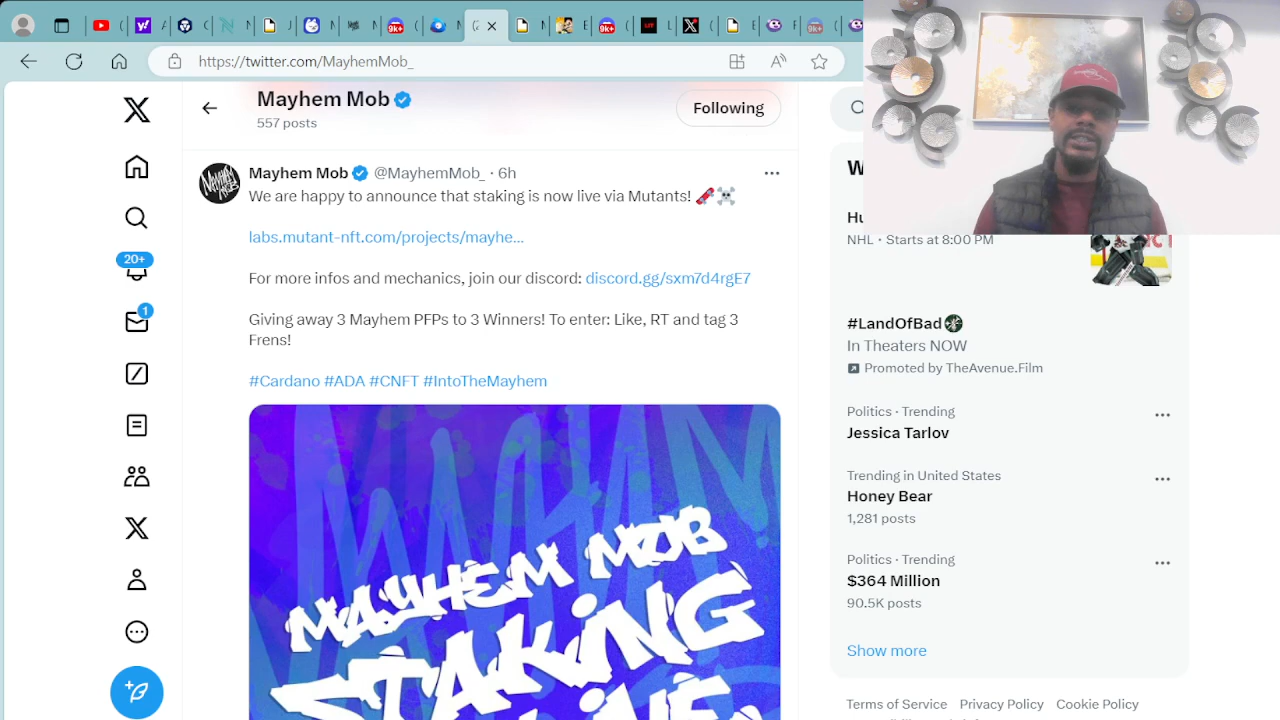 https://twitter.com/MayhemMob_
Mayhem Mob
557 posts
Following
Mayhem Mob @MayhemMob_ · 6h
We are happy to announce that staking is now live via Mutants!
labs.mutant-nft.com/projects/mayhe...
For more infos and mechanics, join our discord: discord.gg/sxm7d4rgE7
Giving away 3 Mayhem PFPs to 3 Winners! To enter: Like, RT and tag 3
Frens!
#Cardano #ADA #CNFT #IntoTheMayhem
MAYHEM MOB
STAKING
20+
1
NHL · Starts at 8:00 PM
#LandOfBad
In Theaters NOW
Promoted by TheAvenue.Film
Politics · Trending
Jessica Tarlov
Trending in United States
Honey Bear
1,281 posts
Politics · Trending
$364 Million
90.5K posts
Show more
Terms of Service Privacy Policy Cookie Policy